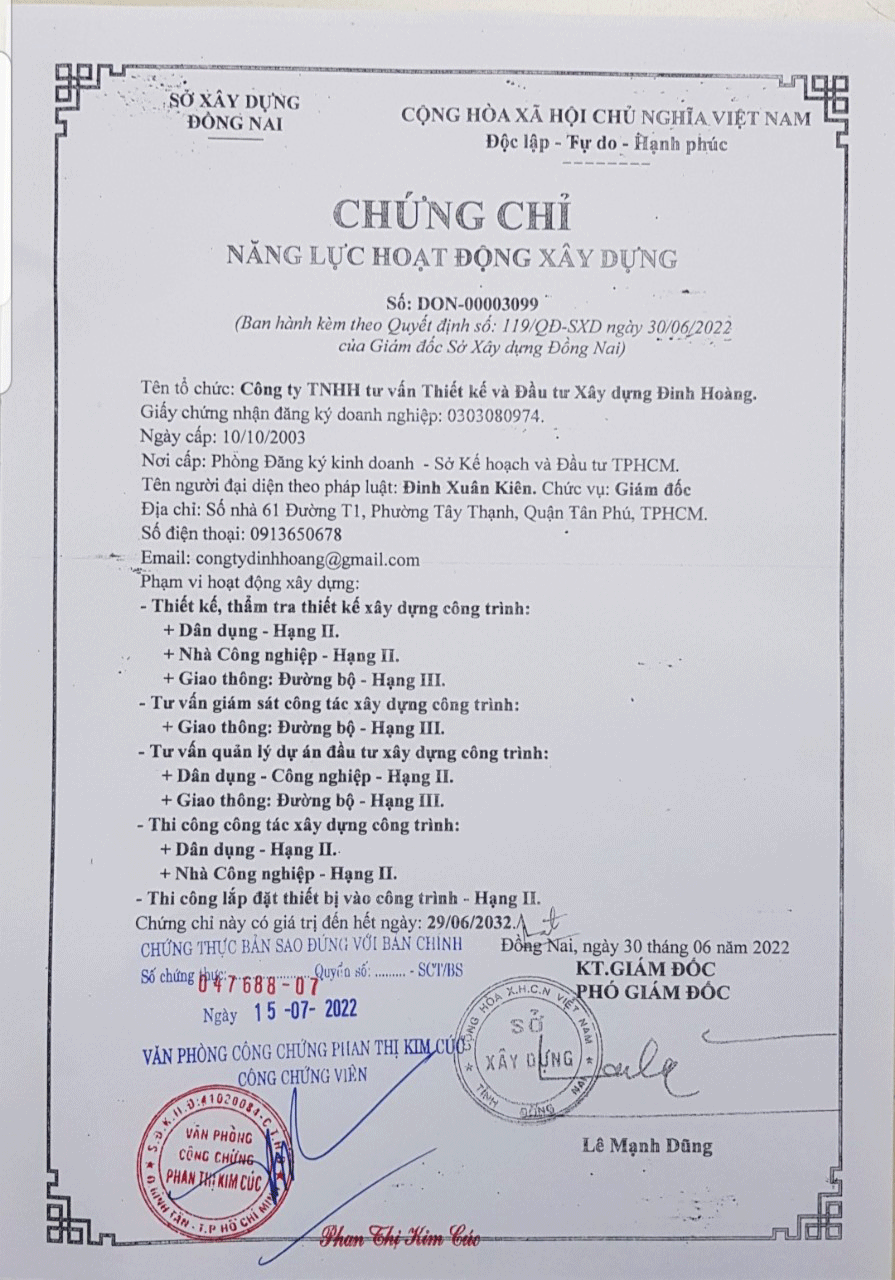 SỞ XÂY DỰNG
ĐỒNG NAI
CỘNG HÒA XÃ HỘI CHỦ NGHĨA VIỆT NAM
Độc lập - Tự do - Hạnh phúc
CHỨNG CHỈ
NĂNG LỰC HOẠT ĐỘNG XÂY DỰNG
Số: DON-00003099
(Ban hành kèm theo Quyết định số: 119/QĐ-SXD ngày 30/06/2022
của Giám đốc Sở Xây dựng Đồng Nai)
Tên tổ chức: Công ty TNHH tư vấn Thiết kế và Đầu tư Xây dựng Đinh Hoàng.
Giấy chứng nhận đăng ký doanh nghiệp: 0303080974.
Ngày cấp: 10/10/2003
Nơi cấp: Phòng Đăng ký kinh doanh - Sở Kế hoạch và Đầu tư TPHCM.
Tên người đại diện theo pháp luật: Đinh Xuân Kiên. Chức vụ: Giám đốc
Địa chỉ: Số nhà 61 Đường T1, Phường Tây Thạnh, Quận Tân Phú, TPHCM.
Số điện thoại: 0913650678
Email: congtydinhhoang@gmail.com
Phạm vi hoạt động xây dựng:
- Thiết kế, thẩm tra thiết kế xây dựng công trình:
+ Dân dụng - Hạng II.
+ Nhà Công nghiệp - Hạng II.
+ Giao thông: Đường bộ - Hạng III.
- Tư vấn giám sát công tác xây dựng công trình:
+ Giao thông: Đường bộ - Hạng III.
- Tư vấn quản lý dự án đầu tư xây dựng công trình:
+ Dân dụng - Công nghiệp - Hạng II.
+ Giao thông: Đường bộ - Hạng III.
- Thi công công tác xây dựng công trình:
+ Dân dụng - Hạng II.
+ Nhà Công nghiệp - Hạng II.
- Thi công lắp đặt thiết bị vào công trình - Hạng II.
Chứng chỉ này có giá trị đến hết ngày: 29/06/2032.
CHỨNG THỰC BẢN SAO ĐÚNG VỚI BẢN CHÍNH
Số chứng thực: 047688-07 Quyển số: ........ - SCT/BS
Ngày 15-07-2022
VĂN PHÒNG CÔNG CHỨNG PHAN THỊ KIM CÚC
CÔNG CHỨNG VIÊN
Đồng Nai, ngày 30 tháng 06 năm 2022
KT.GIÁM ĐỐC
PHÓ GIÁM ĐỐC
CỘNG HÒA X.H.C.N VIỆT NAM
SỞ
XÂY DỰNG
TỈNH ĐỒNG NAI
Lê Mạnh Dũng
VĂN PHÒNG
CÔNG CHỨNG
PHAN THỊ KIM CÚC
Q.BÌNH TÂN - T.P HỒ CHÍ MINH
Phan Thị Kim Cúc